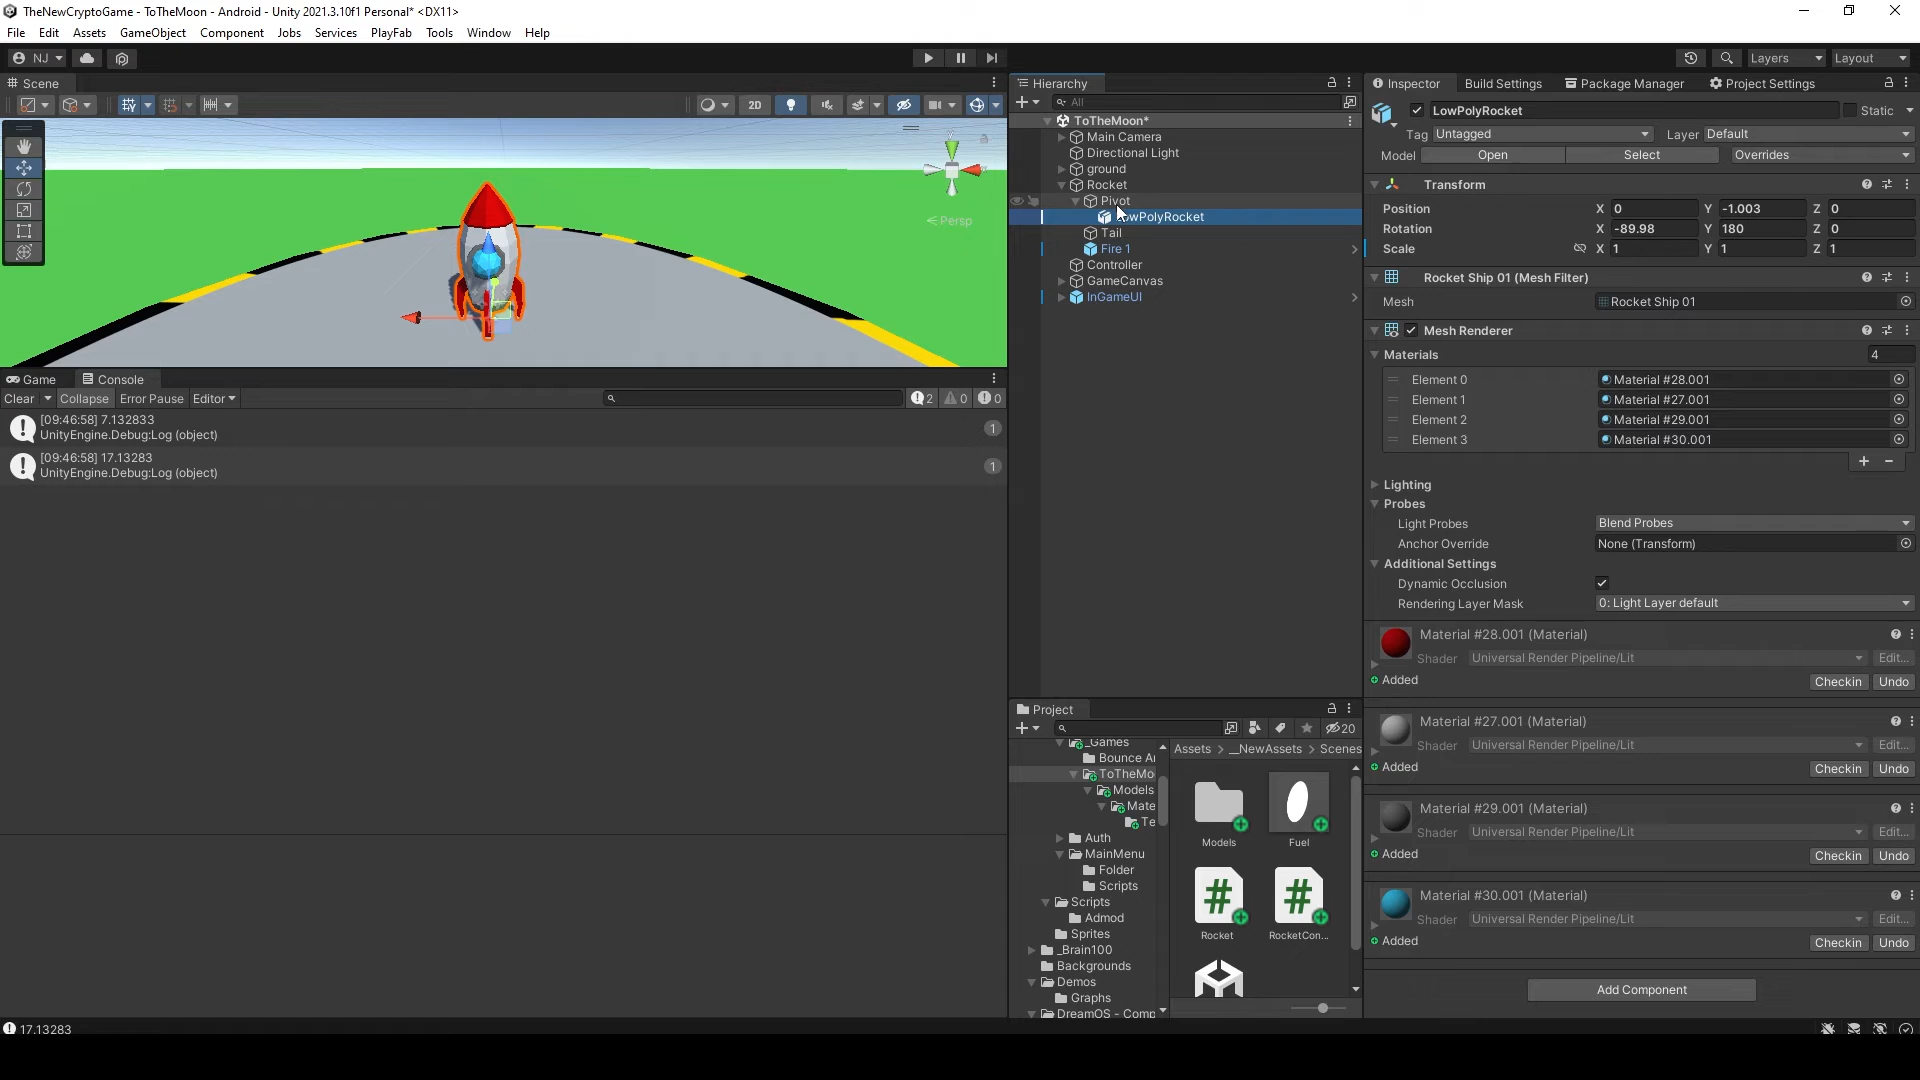 TheNewCryptoGame - ToTheMoon - Android - Unity 2021.3.10f1 Personal* <DX11>
File Edit Assets GameObject Component Jobs Services PlayFab Tools Window Help
NJ
Layers Layout
Scene
2D
Persp
y
Game Console
Clear Collapse Error Pause Editor 2 0 0
[09:46:58] 7.132833
UnityEngine.Debug:Log (object)
1
[09:46:58] 17.13283
UnityEngine.Debug:Log (object)
1
17.13283
Hierarchy
All
ToTheMoon*
Main Camera
Directional Light
ground
Rocket
Pivot
LowPolyRocket
Tail
Fire 1
Controller
GameCanvas
InGameUI
Project
20
_Games
Bounce A
ToTheMo
Models
Mate
Te
Auth
MainMenu
Folder
Scripts
Scripts
Admod
Sprites
_Brain100
Backgrounds
Demos
Graphs
DreamOS - Comp
Assets > __NewAssets > Scenes
Models Fuel
Rocket RocketCon...
Inspector Build Settings Package Manager Project Settings
LowPolyRocket Static
Tag Untagged Layer Default
Model Open Select Overrides
Transform
Position X 0 Y -1.003 Z 0
Rotation X -89.98 Y 180 Z 0
Scale X 1 Y 1 Z 1
Rocket Ship 01 (Mesh Filter)
Mesh Rocket Ship 01
Mesh Renderer
Materials 4
Element 0 Material #28.001
Element 1 Material #27.001
Element 2 Material #29.001
Element 3 Material #30.001
Lighting
Probes
Light Probes Blend Probes
Anchor Override None (Transform)
Additional Settings
Dynamic Occlusion
Rendering Layer Mask 0: Light Layer default
Material #28.001 (Material)
Shader Universal Render Pipeline/Lit Edit...
Added Checkin Undo
Material #27.001 (Material)
Shader Universal Render Pipeline/Lit Edit...
Added Checkin Undo
Material #29.001 (Material)
Shader Universal Render Pipeline/Lit Edit...
Added Checkin Undo
Material #30.001 (Material)
Shader Universal Render Pipeline/Lit Edit...
Added Checkin Undo
Add Component